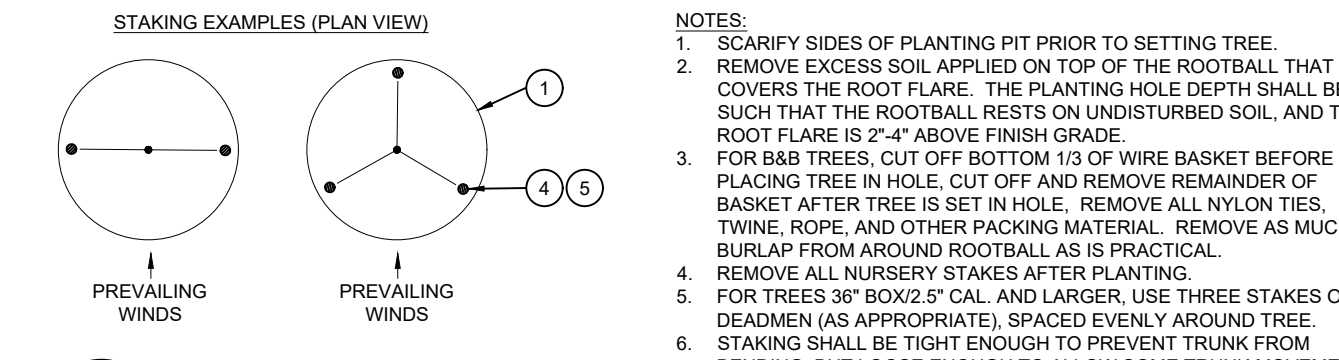 STAKING EXAMPLES (PLAN VIEW)
1
4 5
PREVAILING
WINDS
PREVAILING
WINDS
NOTES:
1. SCARIFY SIDES OF PLANTING PIT PRIOR TO SETTING TREE.
2. REMOVE EXCESS SOIL APPLIED ON TOP OF THE ROOTBALL THAT
COVERS THE ROOT FLARE. THE PLANTING HOLE DEPTH SHALL BE
SUCH THAT THE ROOTBALL RESTS ON UNDISTURBED SOIL, AND
ROOT FLARE IS 2"-4" ABOVE FINISH GRADE.
3. FOR B&B TREES, CUT OFF BOTTOM 1/3 OF WIRE BASKET BEFORE
PLACING TREE IN HOLE, CUT OFF AND REMOVE REMAINDER OF
BASKET AFTER TREE IS SET IN HOLE, REMOVE ALL NYLON TIES,
TWINE, ROPE, AND OTHER PACKING MATERIAL. REMOVE AS
BURLAP FROM AROUND ROOTBALL AS IS PRACTICAL.
4. REMOVE ALL NURSERY STAKES AFTER PLANTING.
5. FOR TREES 36" BOX/2.5" CAL. AND LARGER, USE THREE STAKES
DEADMEN (AS APPROPRIATE), SPACED EVENLY AROUND TREE.
6. STAKING SHALL BE TIGHT ENOUGH TO PREVENT TRUNK FROM